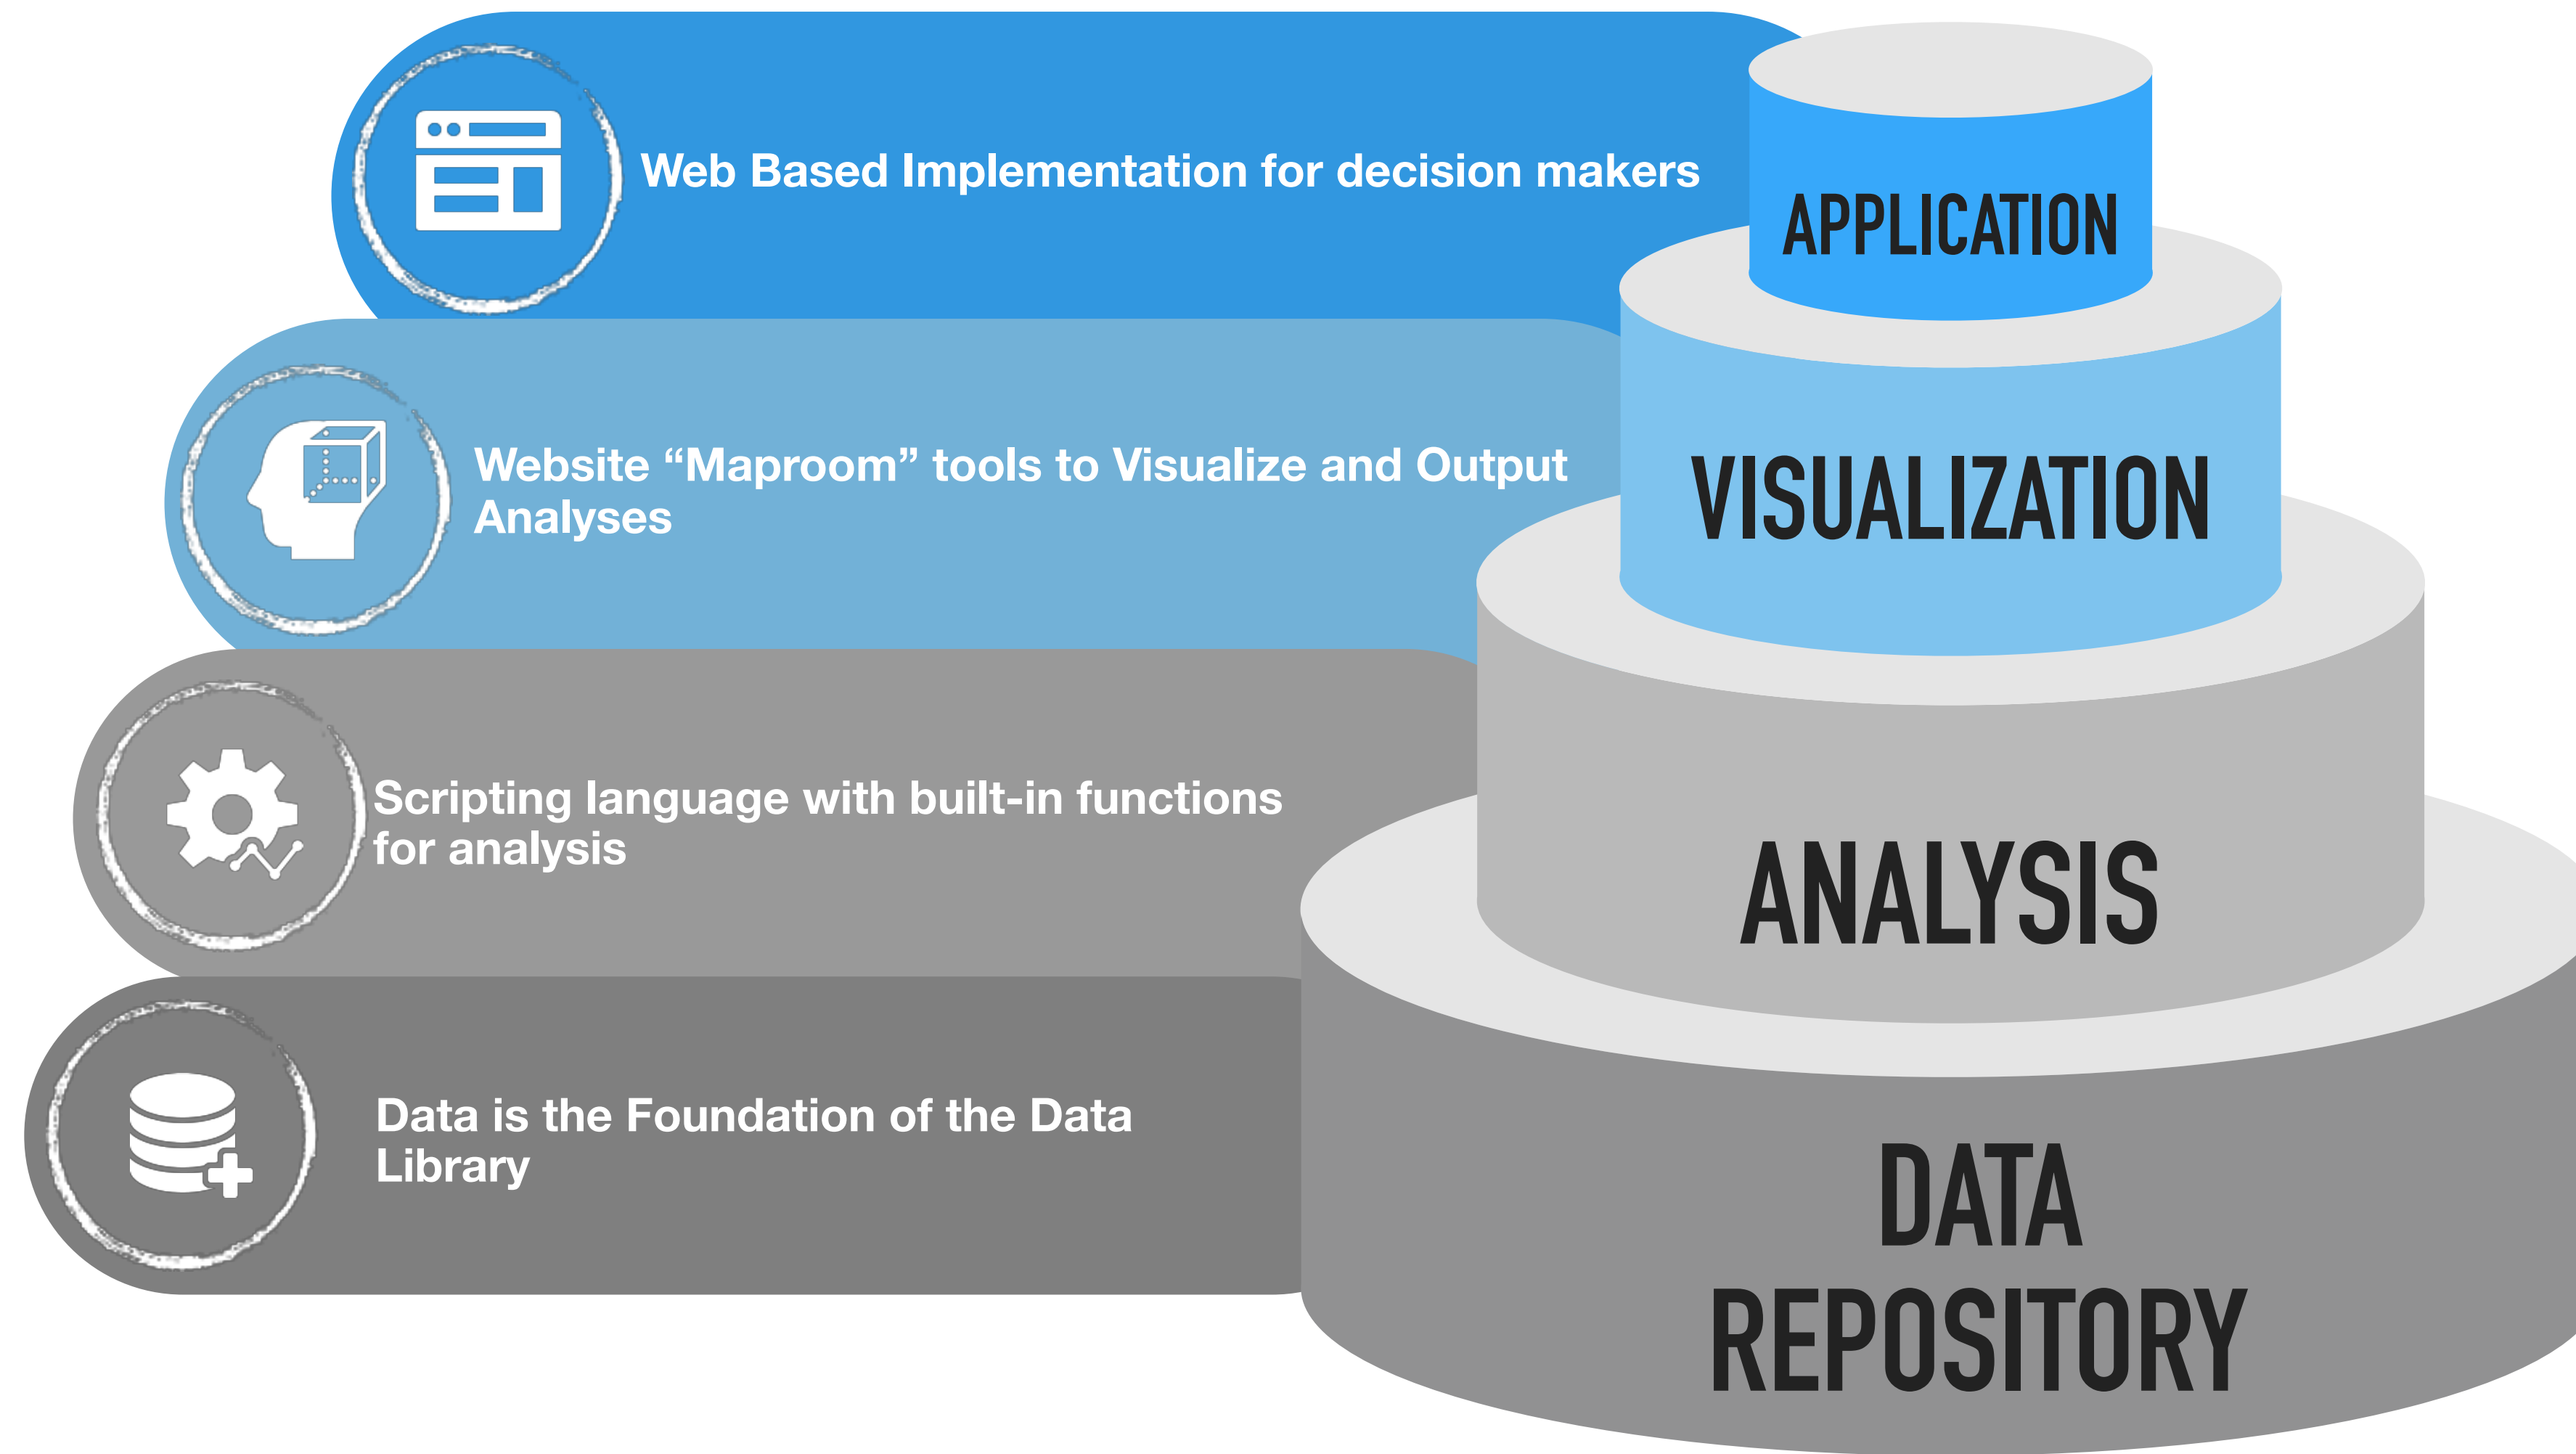 Web Based Implementation for decision makers
APPLICATION
Website “Maproom” tools to Visualize and Output
Analyses
VISUALIZATION
Scripting language with built-in functions
for analysis
ANALYSIS
Data is the Foundation of the Data
Library
DATA
REPOSITORY